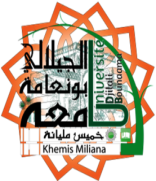 جامعة
الجيلالي
بونعامة
خميس مليانة
Université
Djilali
Bounaama
Khemis Miliana